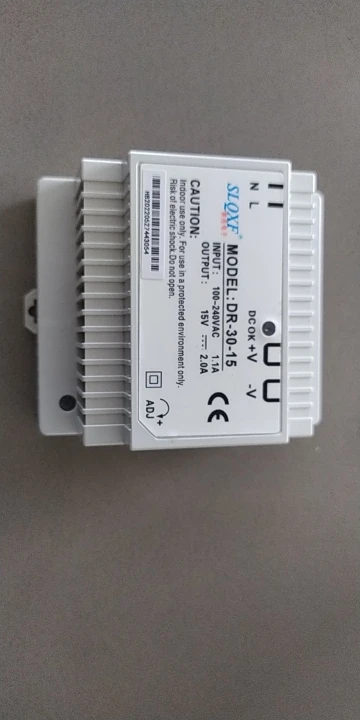 N L
DC OK +V -V
SLQXF® MODEL:DR-30-15
INPUT: 100~240VAC 1.1A
OUTPUT: 15V 2.0A
CE
CAUTION:
Indoor use only. For use in a protected environment only.
Risk of electric shock.Do not open.
ADJ +